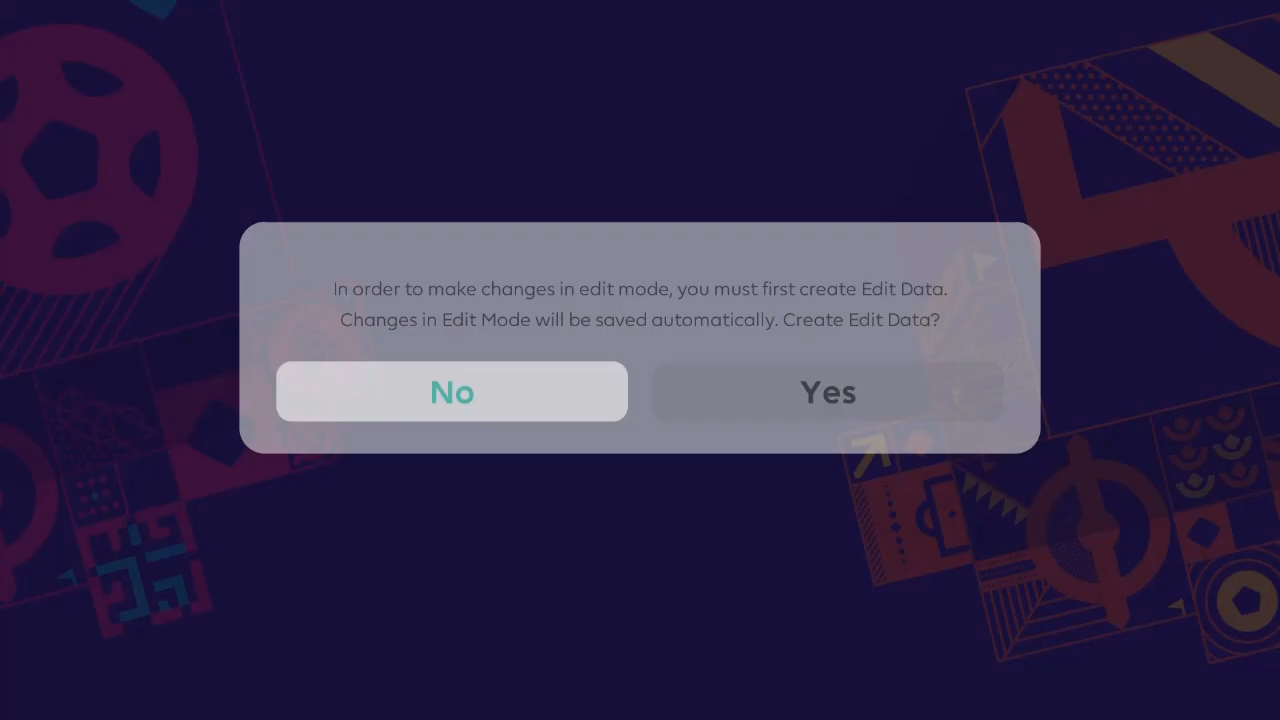 In order to make changes in edit mode, you must first create Edit Data.
Changes in Edit Mode will be saved automatically. Create Edit Data?
No
Yes